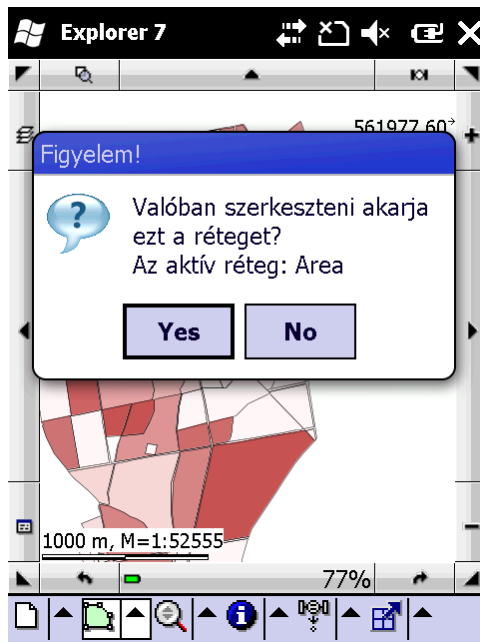 Explorer 7
561977.60
Figyelem!
Valóban szerkeszteni akarja
ezt a réteget?
Az aktív réteg: Area
Yes
No
1000 m, M=1:52555
77%